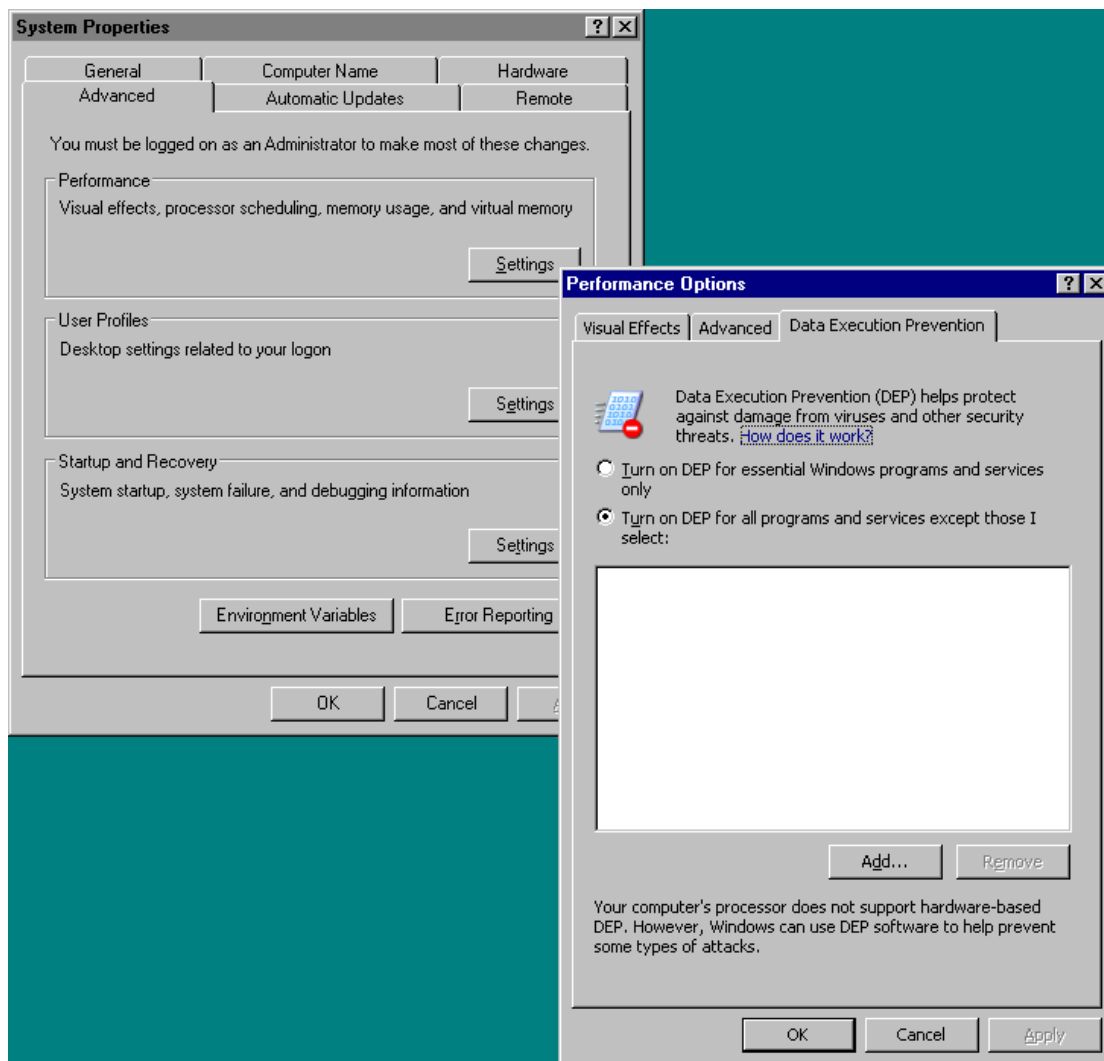 System Properties
General Computer Name Hardware
Advanced Automatic Updates Remote
You must be logged on as an Administrator to make most of these changes.
Performance
Visual effects, processor scheduling, memory usage, and virtual memory
Settings
User Profiles
Desktop settings related to your logon
Settings
Startup and Recovery
System startup, system failure, and debugging information
Settings
Environment Variables Error Reporting
OK Cancel
Performance Options
Visual Effects Advanced Data Execution Prevention
Data Execution Prevention (DEP) helps protect
against damage from viruses and other security
threats. How does it work?
Turn on DEP for essential Windows programs and services
only
Turn on DEP for all programs and services except those I
select:
Add... Remove
Your computer's processor does not support hardware-based
DEP. However, Windows can use DEP software to help prevent
some types of attacks.
OK Cancel Apply